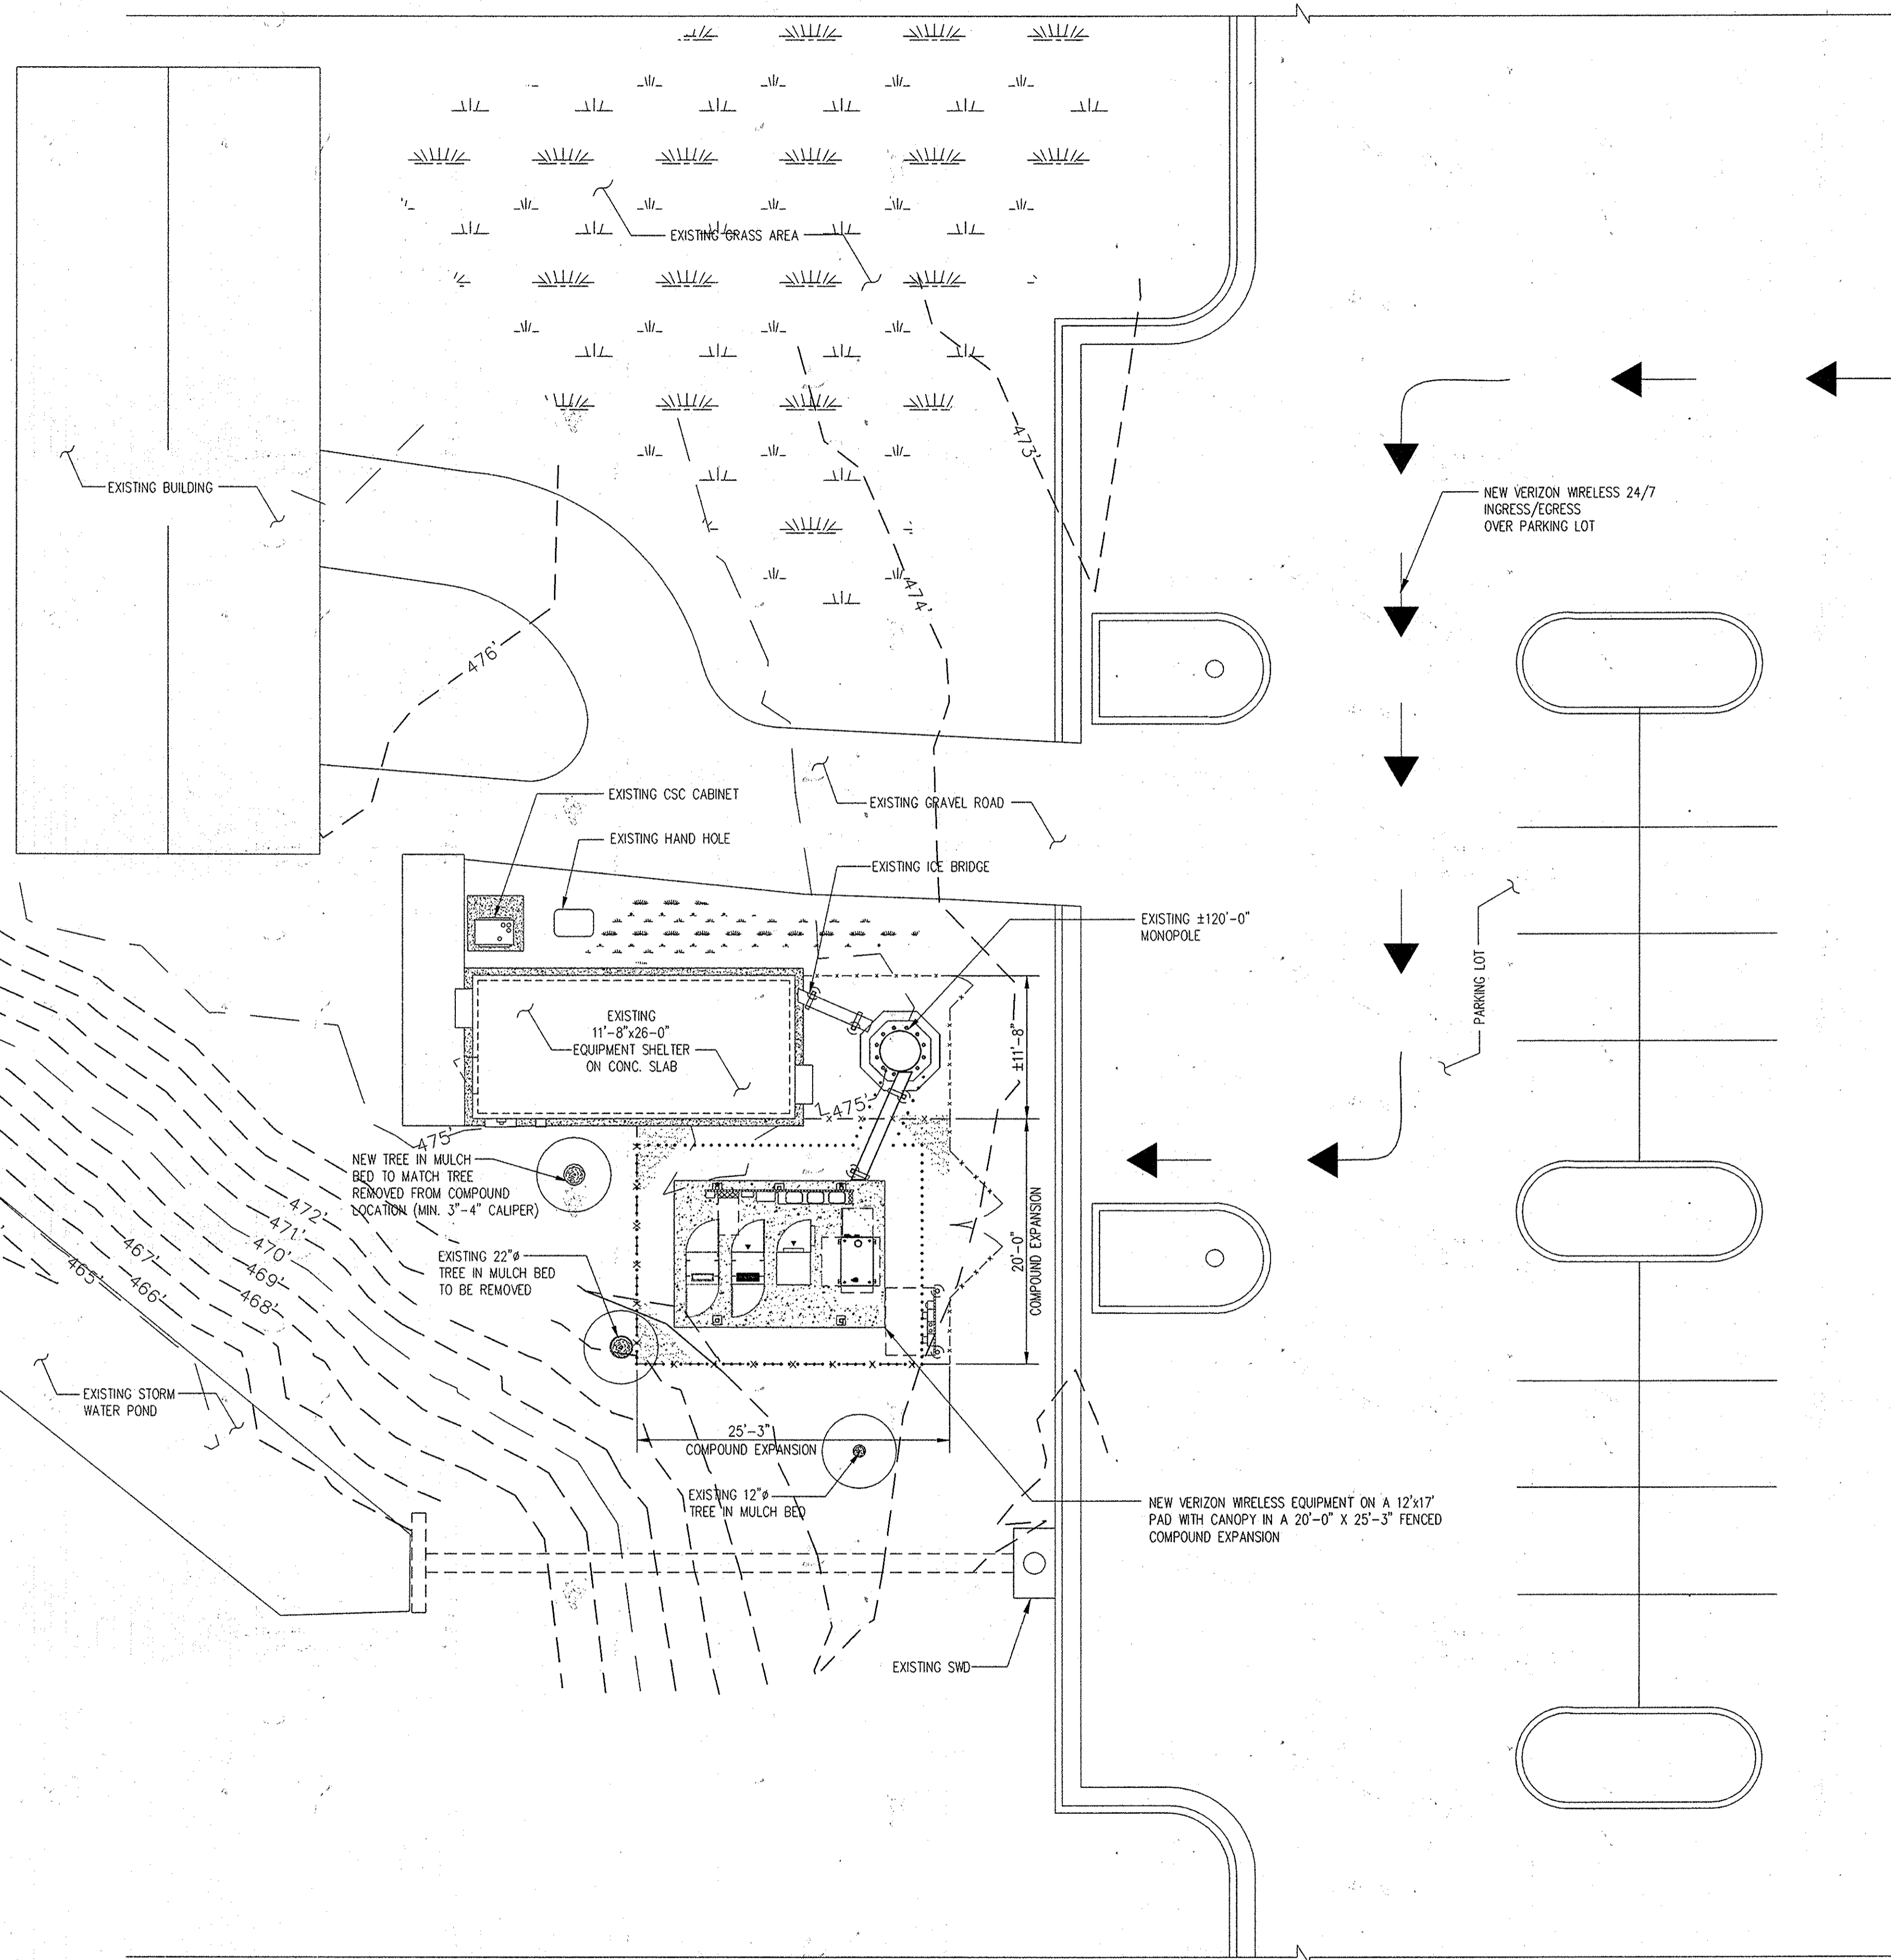 EXISTING GRASS AREA
473'
EXISTING BUILDING
NEW VERIZON WIRELESS 24/7
INGRESS/EGRESS
OVER PARKING LOT
474'
476'
EXISTING CSC CABINET
EXISTING GRAVEL ROAD
EXISTING HAND HOLE
EXISTING ICE BRIDGE
EXISTING ±120'-0"
MONOPOLE
PARKING LOT
EXISTING
11'-8"x26-0"
EQUIPMENT SHELTER
ON CONC. SLAB
±11'-8"
475'
475'
NEW TREE IN MULCH
BED TO MATCH TREE
REMOVED FROM COMPOUND
LOCATION (MIN. 3"-4" CALIPER)
472'
471'
470'
469'
468'
467'
466'
465'
20'-0"
COMPOUND EXPANSION
EXISTING 22"ø
TREE IN MULCH BED
TO BE REMOVED
EXISTING STORM
WATER POND
25'-3"
COMPOUND EXPANSION
EXISTING 12"ø
TREE IN MULCH BED
NEW VERIZON WIRELESS EQUIPMENT ON A 12'x17'
PAD WITH CANOPY IN A 20'-0" X 25'-3" FENCED
COMPOUND EXPANSION
EXISTING SWD